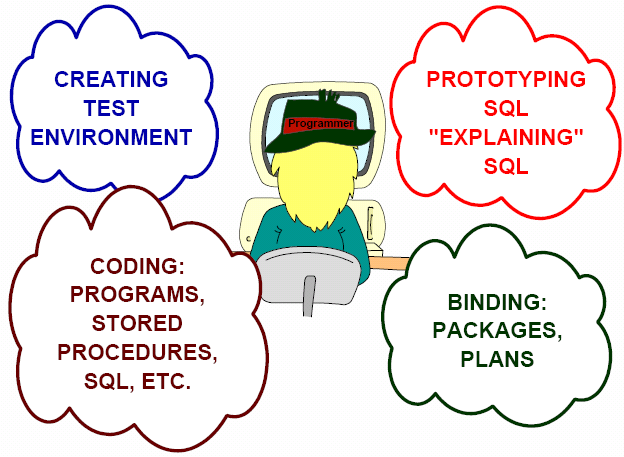 CREATING
TEST
ENVIRONMENT
PROTOTYPING
SQL
"EXPLAINING"
SQL
Programmer
CODING:
PROGRAMS,
STORED
PROCEDURES,
SQL, ETC.
BINDING:
PACKAGES,
PLANS